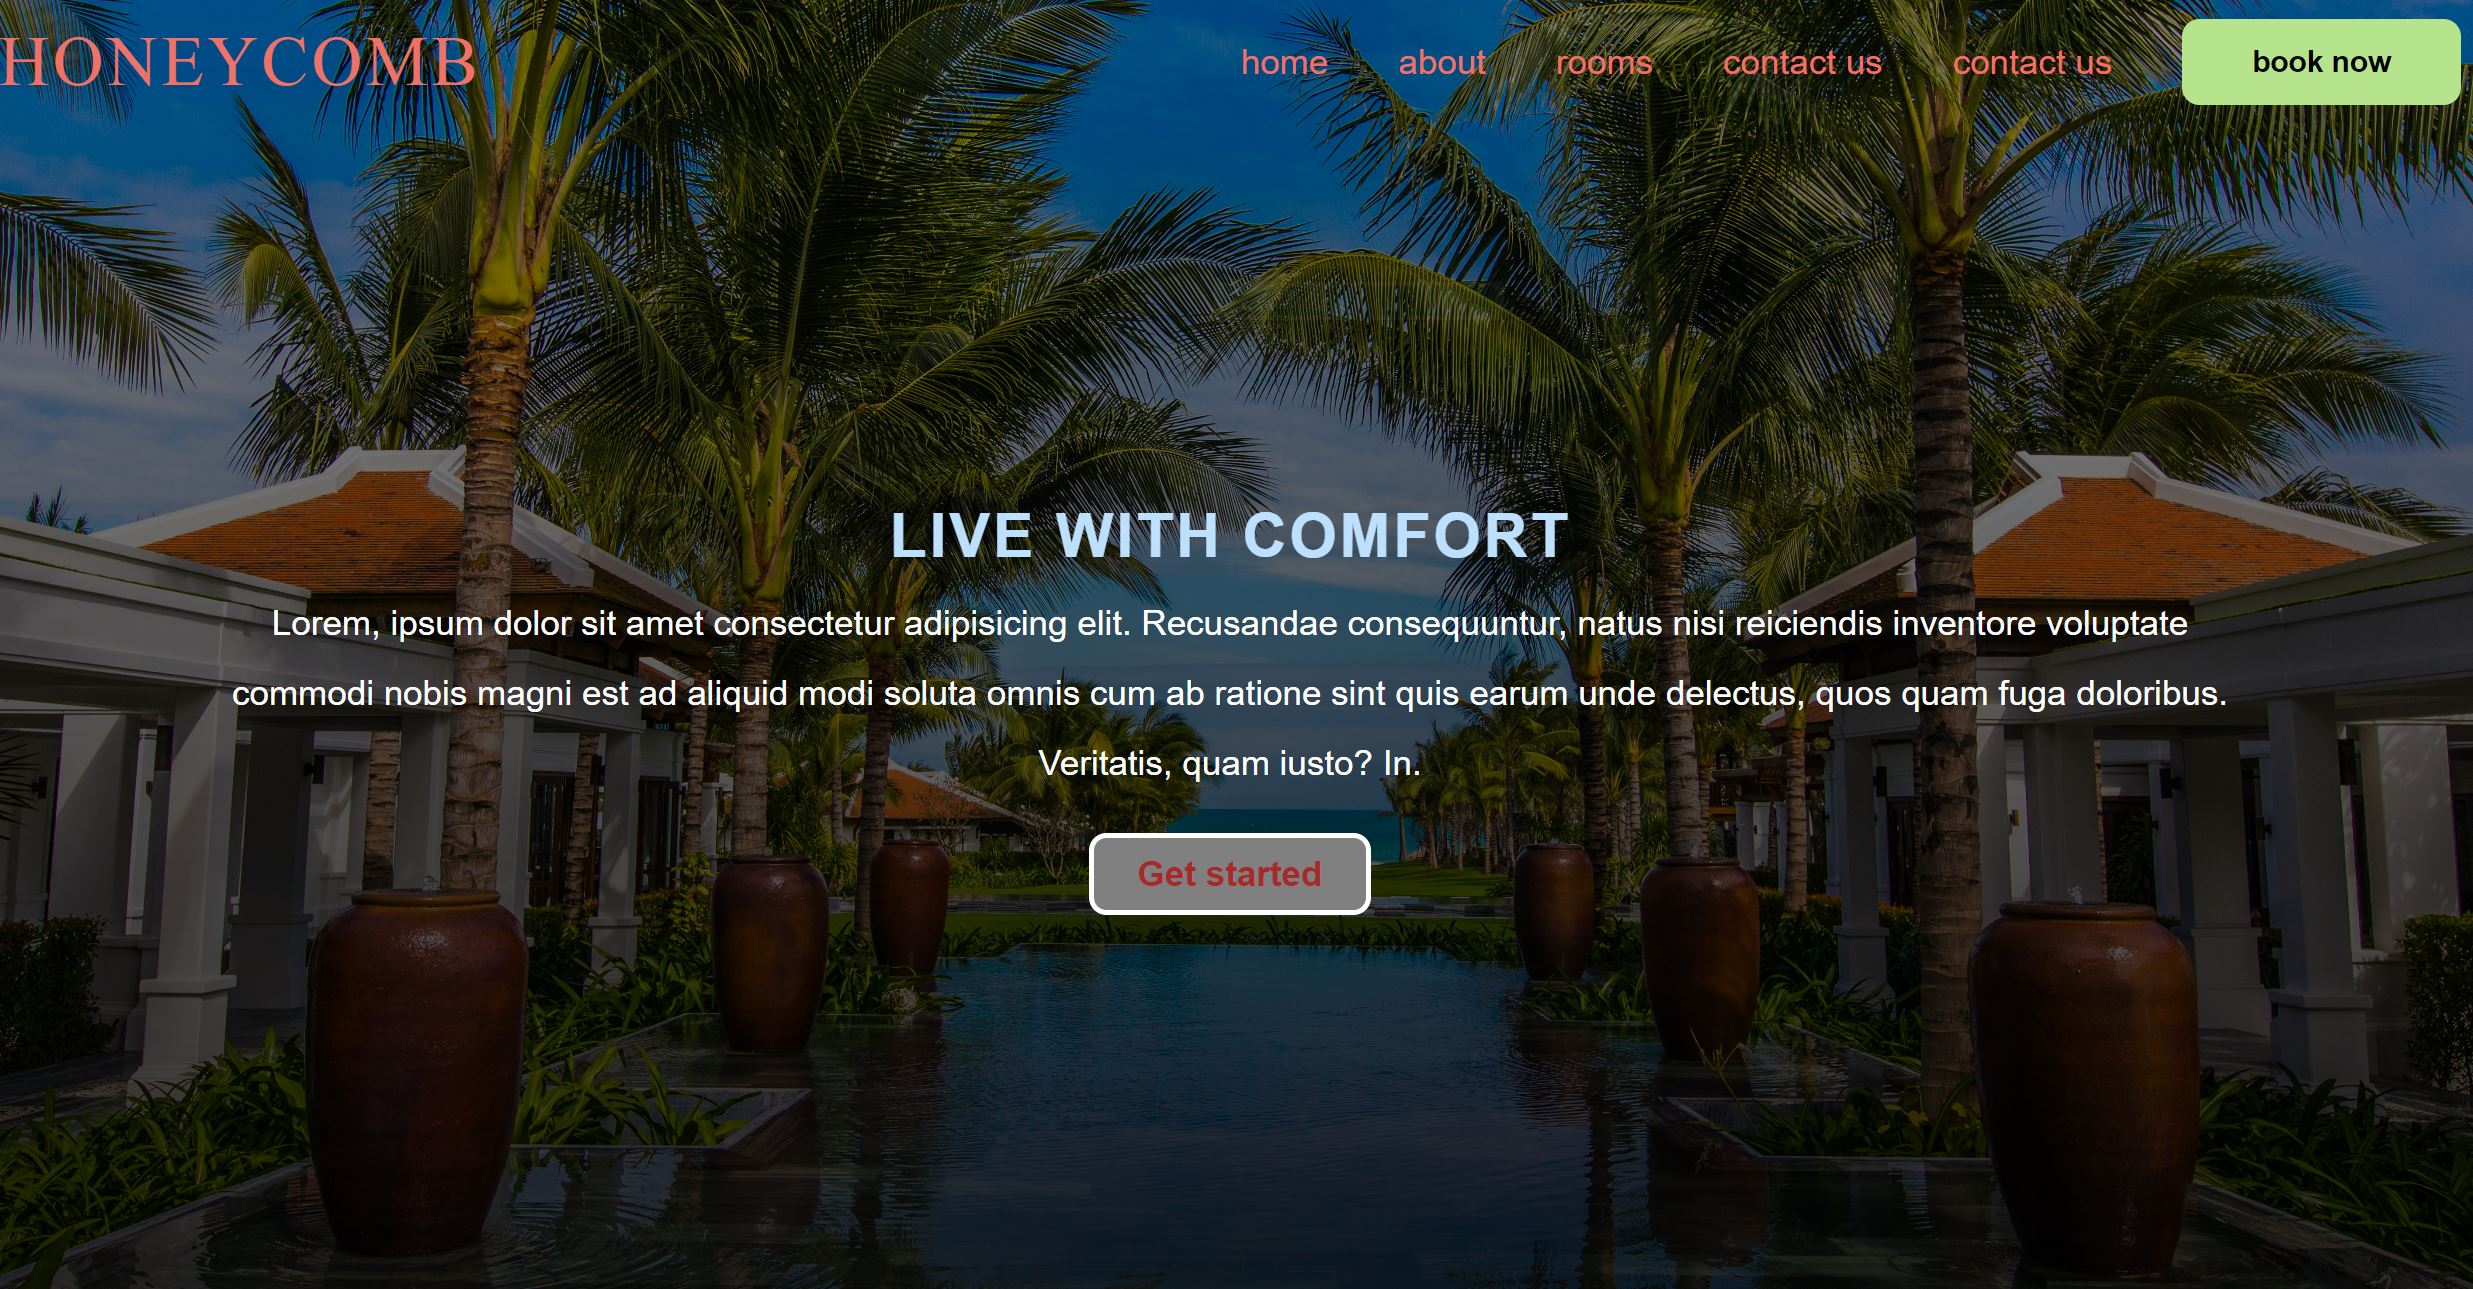 HONEYCOMB
home about rooms contact us contact us book now
LIVE WITH COMFORT
Lorem, ipsum dolor sit amet consectetur adipisicing elit. Recusandae consequuntur, natus nisi reiciendis inventore voluptate
commodi nobis magni est ad aliquid modi soluta omnis cum ab ratione sint quis earum unde delectus, quos quam fuga doloribus.
Veritatis, quam iusto? In.
Get started